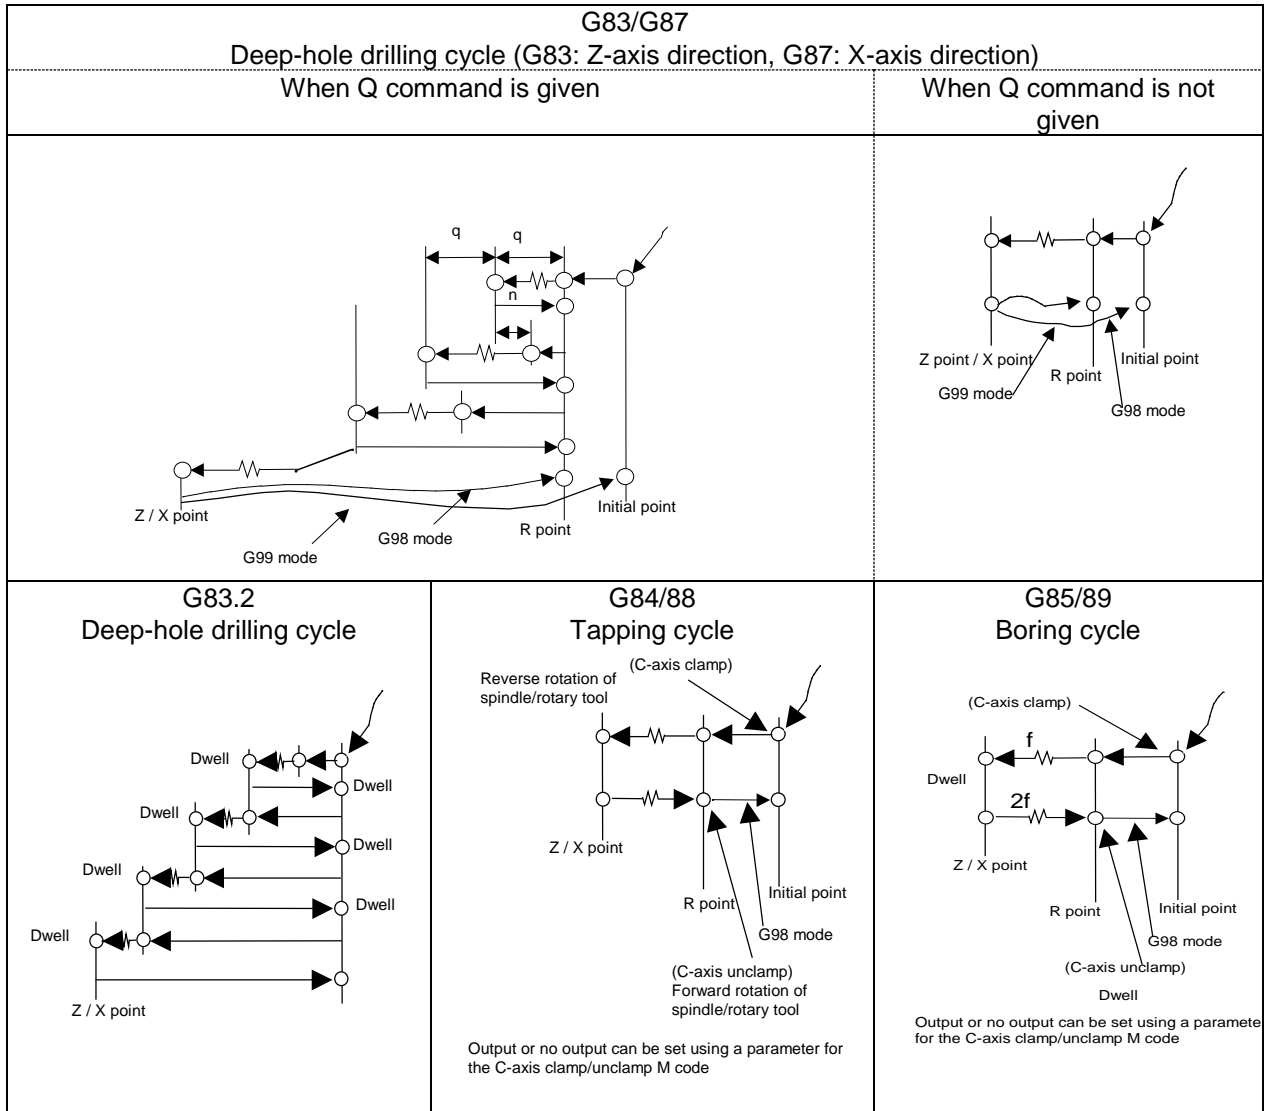 G83/G87
Deep-hole drilling cycle (G83: Z-axis direction, G87: X-axis direction)
When Q command is given
When Q command is not
given
q
q
n
Z / X point
G99 mode
G98 mode
R point
Initial point
Z point / X point
G99 mode
R point
Initial point
G98 mode
G83.2
Deep-hole drilling cycle
Dwell
Dwell
Dwell
Dwell
Dwell
Dwell
Dwell
Z / X point
G84/88
Tapping cycle
(C-axis clamp)
Reverse rotation of
spindle/rotary tool
Z / X point
R point
Initial point
G98 mode
(C-axis unclamp)
Forward rotation of
spindle/rotary tool
Output or no output can be set using a parameter for
the C-axis clamp/unclamp M code
G85/89
Boring cycle
(C-axis clamp)
f
Dwell
2f
Z / X point
R point
Initial point
G98 mode
(C-axis unclamp)
Dwell
Output or no output can be set using a paramete
for the C-axis clamp/unclamp M code